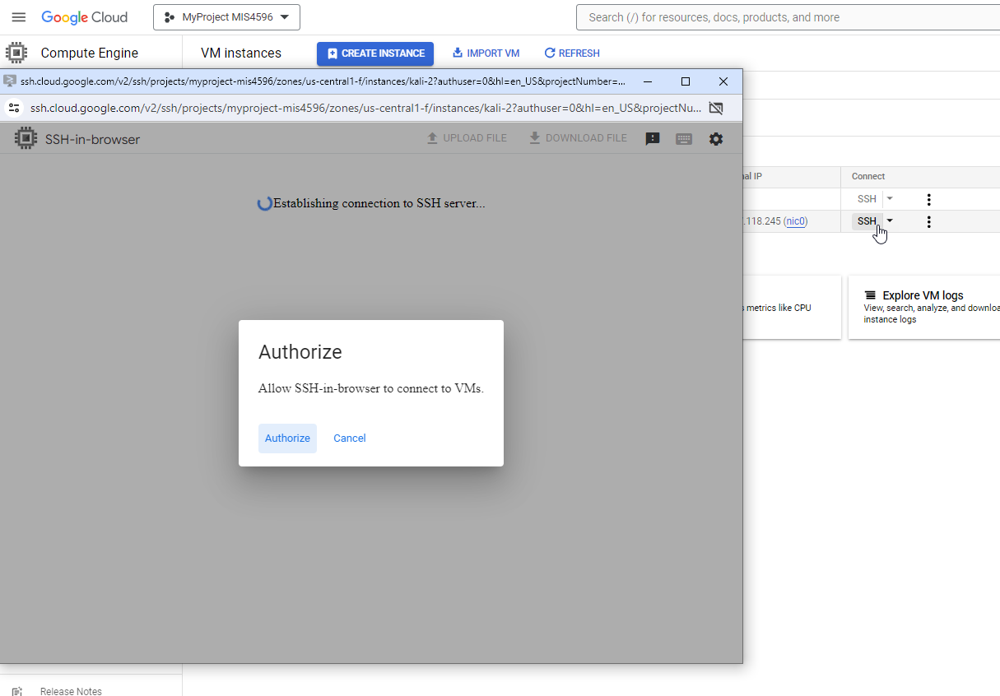 Google Cloud
MyProject MIS4596
Search (/) for resources, docs, products, and more
Compute Engine
VM instances
CREATE INSTANCE
IMPORT VM
REFRESH
ssh.cloud.google.com/v2/ssh/projects/myproject-mis4596/zones/us-central1-f/instances/kali-2?authuser=0&hl=en_US&projectNumber=...
ssh.cloud.google.com/v2/ssh/projects/myproject-mis4596/zones/us-central1-f/instances/kali-2?authuser=0&hl=en_US&projectNu...
SSH-in-browser
UPLOAD FILE
DOWNLOAD FILE
Establishing connection to SSH server...
Authorize
Allow SSH-in-browser to connect to VMs.
Authorize
Cancel
nal IP
Connect
SSH
.118.245 (nic0)
SSH
s metrics like CPU
Explore VM logs
View, search, analyze, and downloa
instance logs
Release Notes